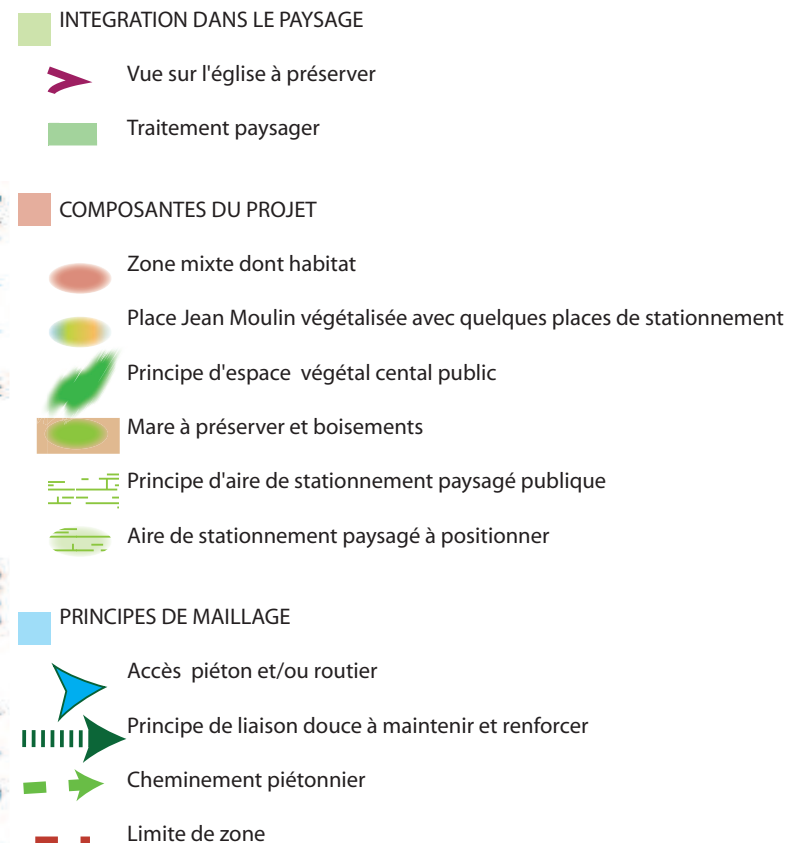 INTEGRATION DANS LE PAYSAGE
Vue sur l'église à préserver
Traitement paysager
COMPOSANTES DU PROJET
Zone mixte dont habitat
Place Jean Moulin végétalisée avec quelques places de stationnement
Principe d'espace végétal cental public
Mare à préserver et boisements
Principe d'aire de stationnement paysagé publique
Aire de stationnement paysagé à positionner
PRINCIPES DE MAILLAGE
Accès piéton et/ou routier
Principe de liaison douce à maintenir et renforcer
Cheminement piétonnier
Limite de zone